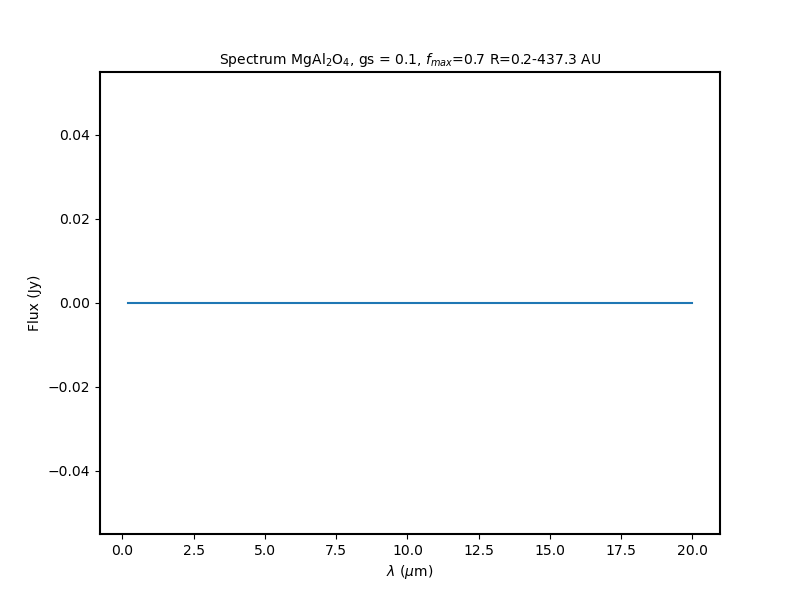 Spectrum MgAl₂O₄, gs = 0.1, f_max=0.7 R=0.2-437.3 AU
0.04
0.02
0.00
−0.02
−0.04
Flux (Jy)
0.0 2.5 5.0 7.5 10.0 12.5 15.0 17.5 20.0
λ (μm)